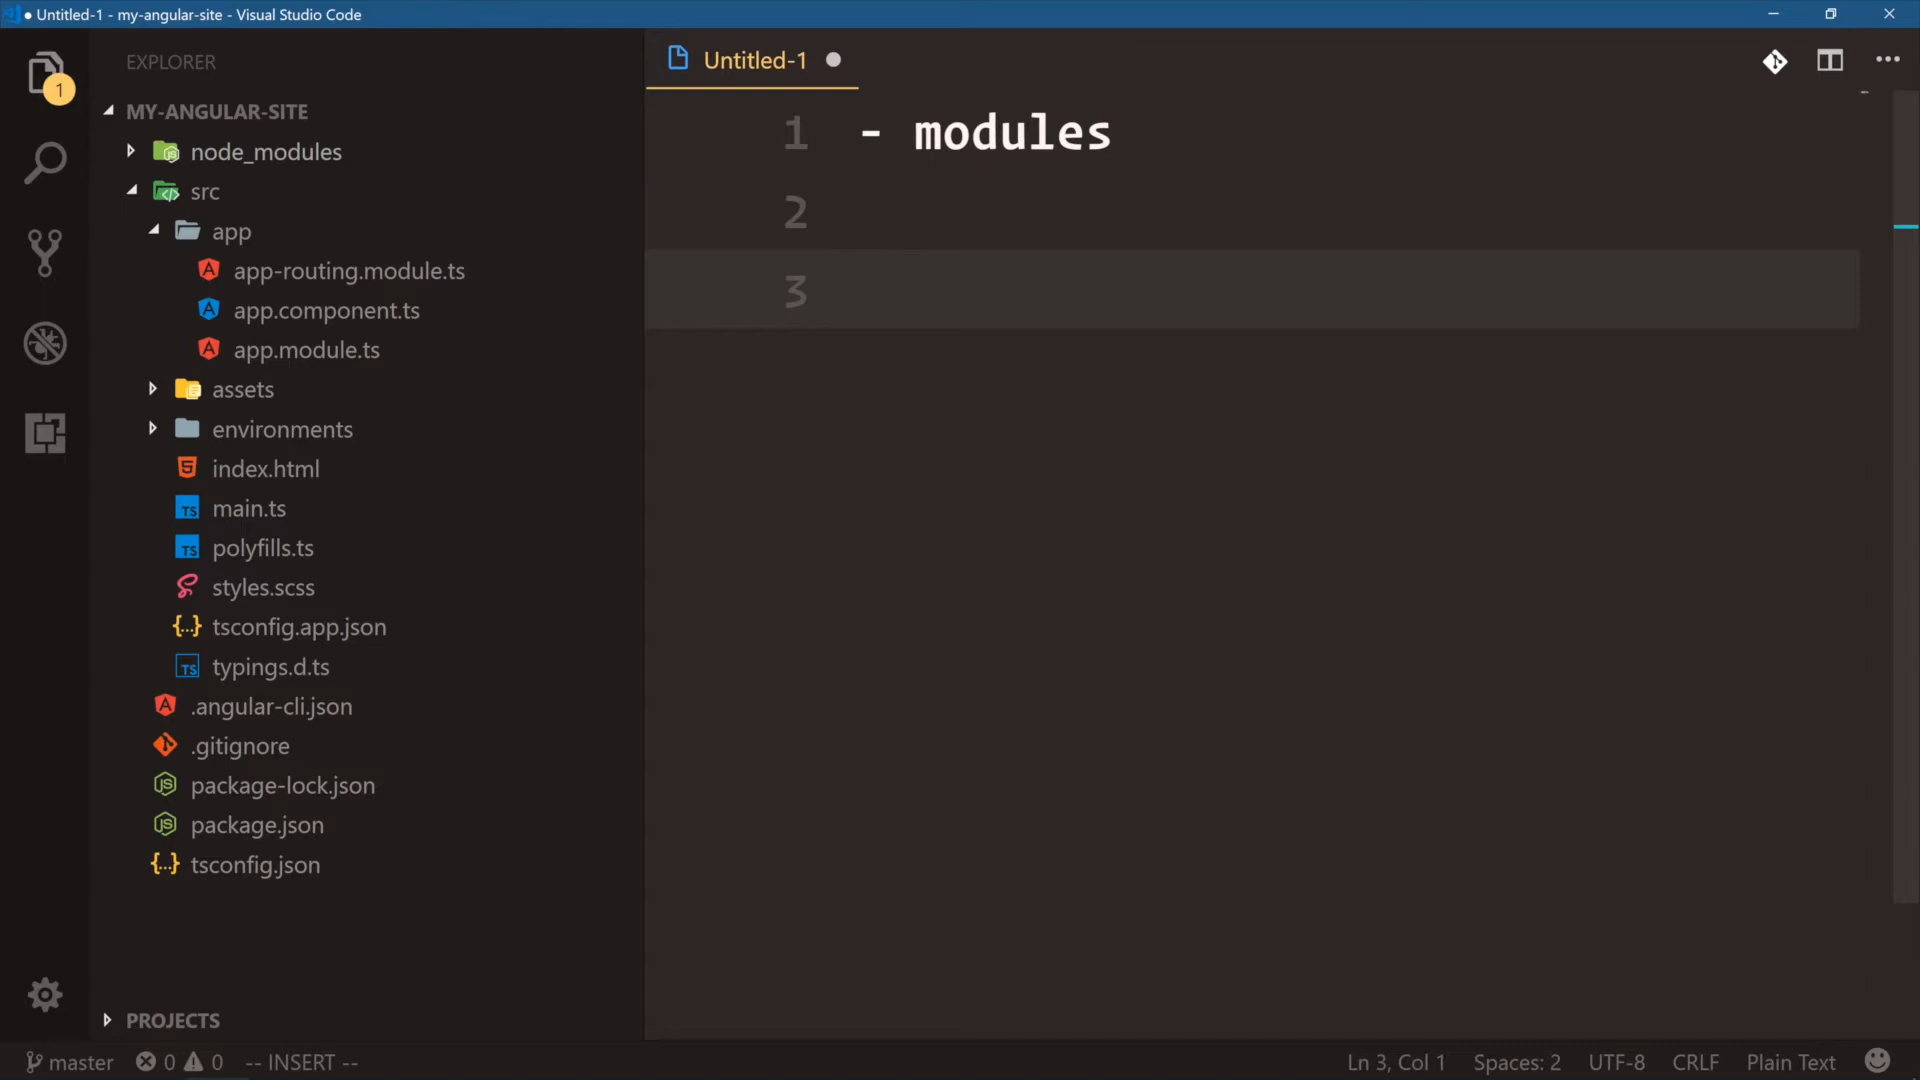 Untitled-1 - my-angular-site - Visual Studio Code
EXPLORER
1
MY-ANGULAR-SITE
node_modules
src
app
app-routing.module.ts
app.component.ts
app.module.ts
assets
environments
index.html
main.ts
polyfills.ts
styles.scss
tsconfig.app.json
typings.d.ts
.angular-cli.json
.gitignore
package-lock.json
package.json
tsconfig.json
PROJECTS
Untitled-1
1 - modules
2
3
master 0 0 -- INSERT -- Ln 3, Col 1 Spaces: 2 UTF-8 CRLF Plain Text